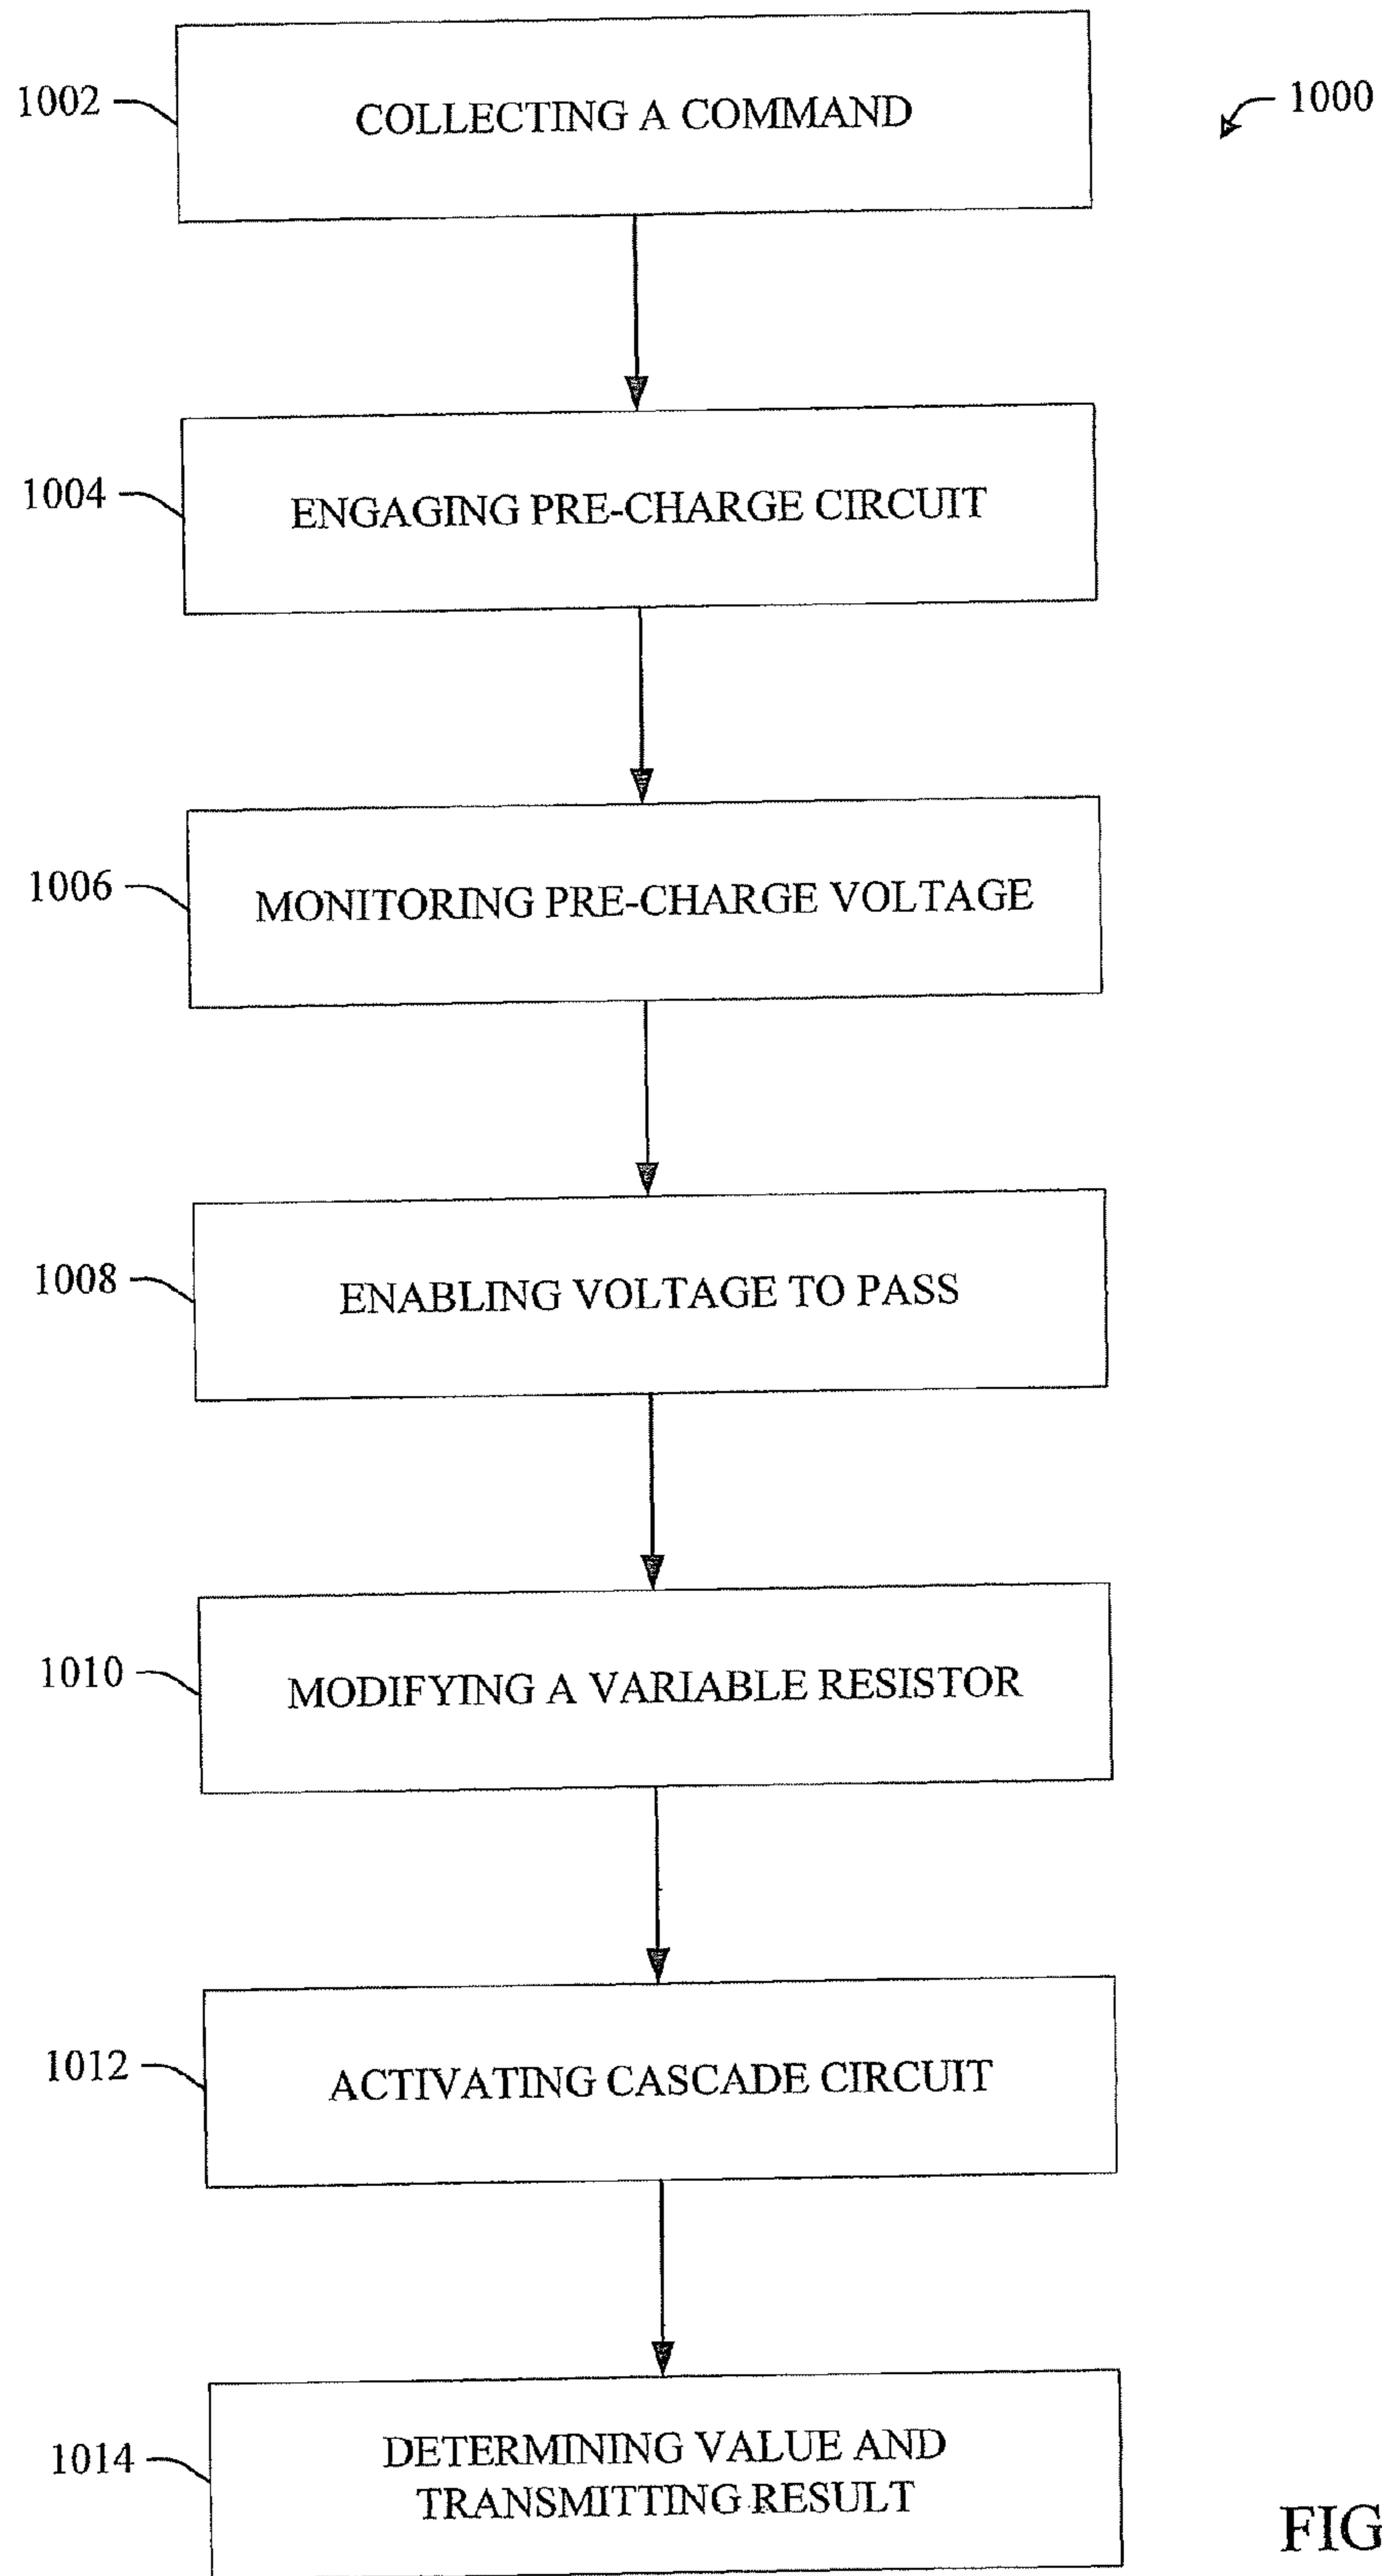 1002
COLLECTING A COMMAND
1000
1004
ENGAGING PRE-CHARGE CIRCUIT
1006
MONITORING PRE-CHARGE VOLTAGE
1008
ENABLING VOLTAGE TO PASS
1010
MODIFYING A VARIABLE RESISTOR
1012
ACTIVATING CASCADE CIRCUIT
1014
DETERMINING VALUE AND
TRANSMITTING RESULT
FIG